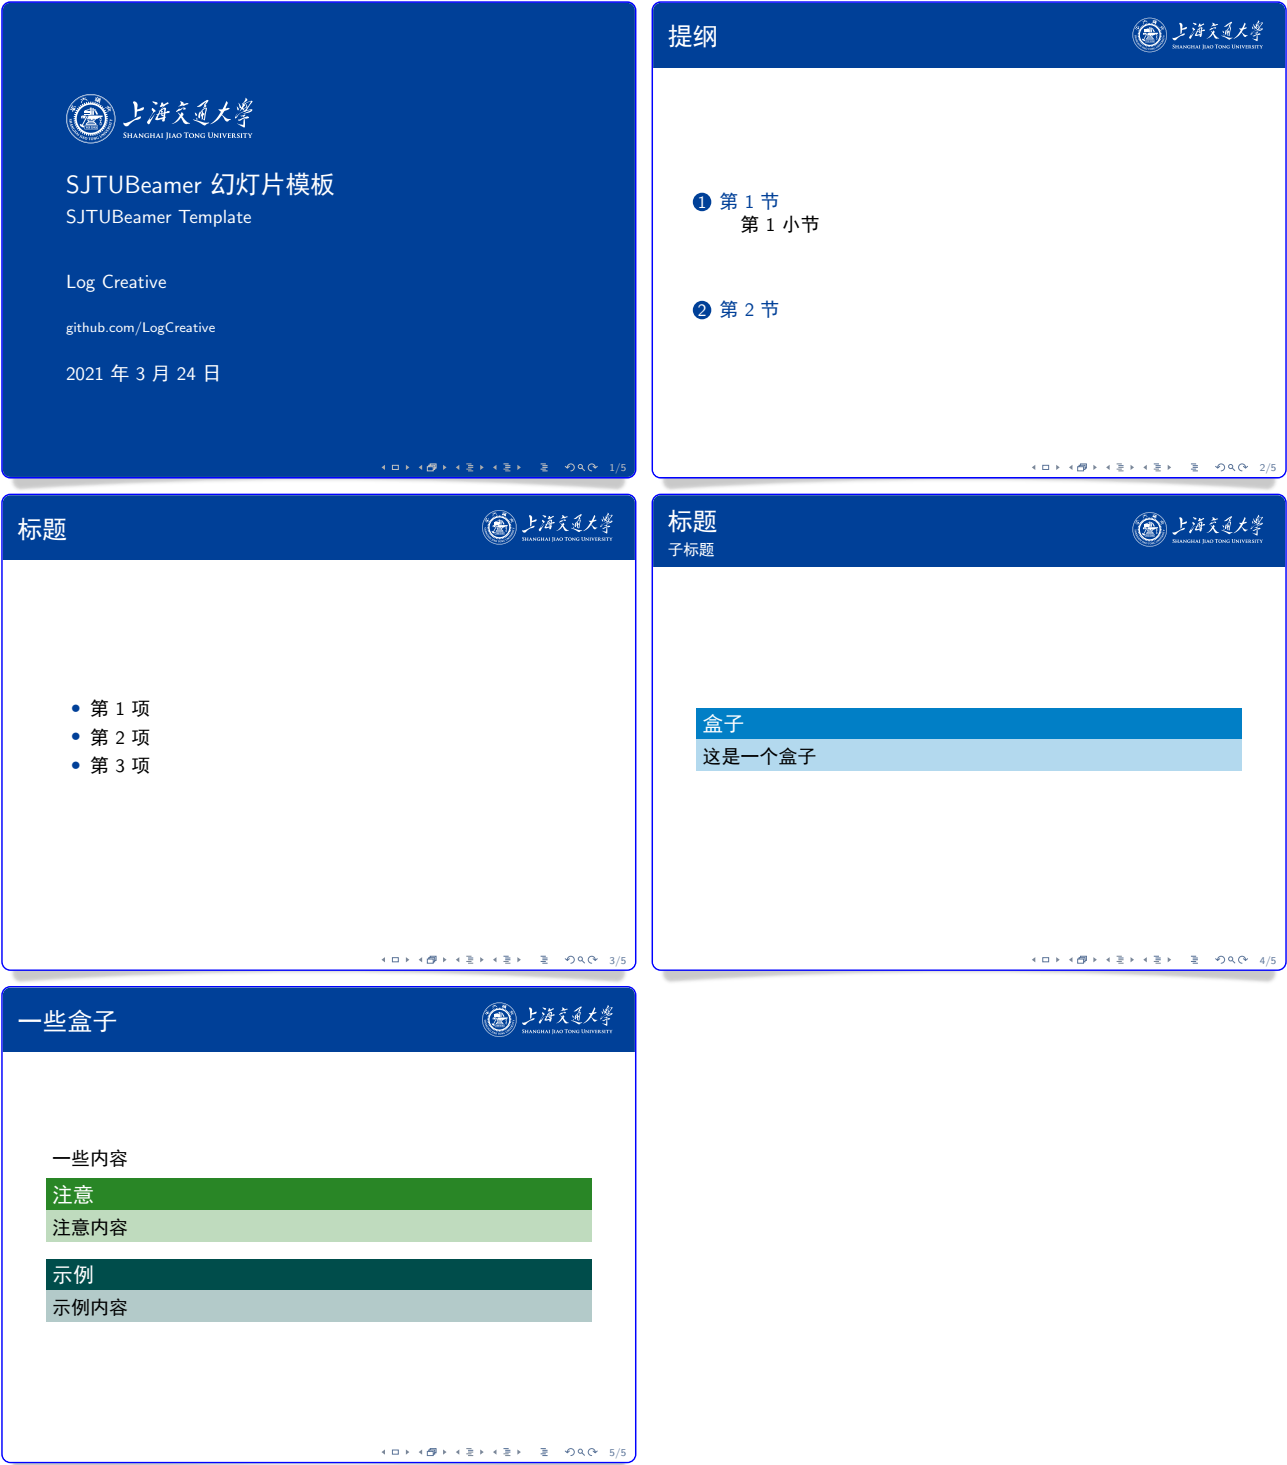 上海交通大学
SHANGHAI JIAO TONG UNIVERSITY
SJTUBeamer 幻灯片模板
SJTUBeamer Template
Log Creative
github.com/LogCreative
2021 年 3 月 24 日
1/5
提纲
上海交通大学
SHANGHAI JIAO TONG UNIVERSITY
1 第 1 节
第 1 小节
2 第 2 节
2/5
标题
上海交通大学
SHANGHAI JIAO TONG UNIVERSITY
• 第 1 项
• 第 2 项
• 第 3 项
3/5
标题
子标题
上海交通大学
SHANGHAI JIAO TONG UNIVERSITY
盒子
这是一个盒子
4/5
一些盒子
上海交通大学
SHANGHAI JIAO TONG UNIVERSITY
一些内容
注意
注意内容
示例
示例内容
5/5